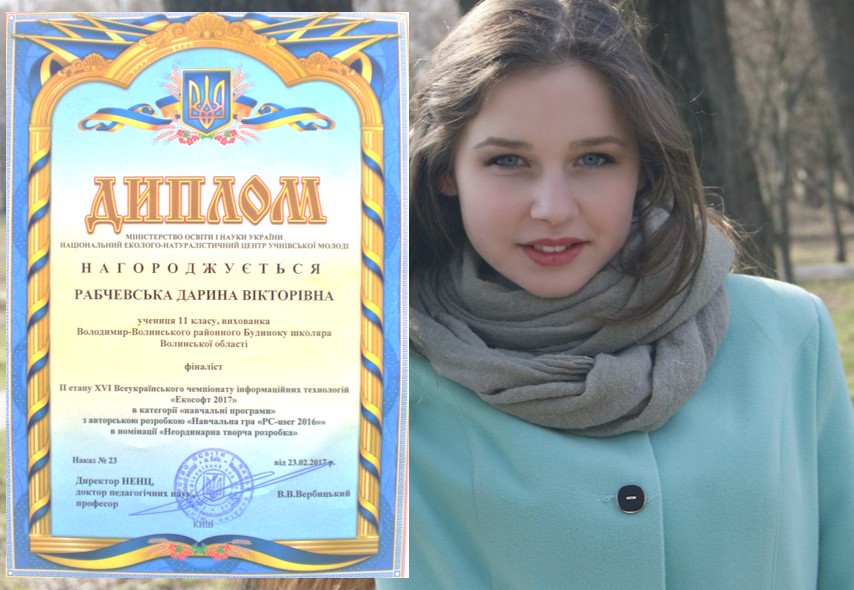 ДИПЛОМ
МІНІСТЕРСТВО ОСВІТИ І НАУКИ УКРАЇНИ
НАЦІОНАЛЬНИЙ ЕКОЛОГО-НАТУРАЛІСТИЧНИЙ ЦЕНТР УЧНІВСЬКОЇ МОЛОДІ
НАГОРОДЖУЄТЬСЯ
РАБЧЕВСЬКА ДАРИНА ВІКТОРІВНА
учениця 11 класу, вихованка
Володимир-Волинського районного Будиноку школяра
Волинської області
фіналіст
ІІ етапу XVI Всеукраїнського чемпіонату інформаційних технологій
«Екософт 2017»
в категорії «навчальні програми»
з авторською розробкою «Навчальна гра «PC-user 2016»»
в номінації «Неординарна творча розробка»
Наказ № 23 від 23.02.2017 р.
Директор НЕНЦ,
доктор педагогічних наук,
професор В.В.Вербицький
КИЇВ